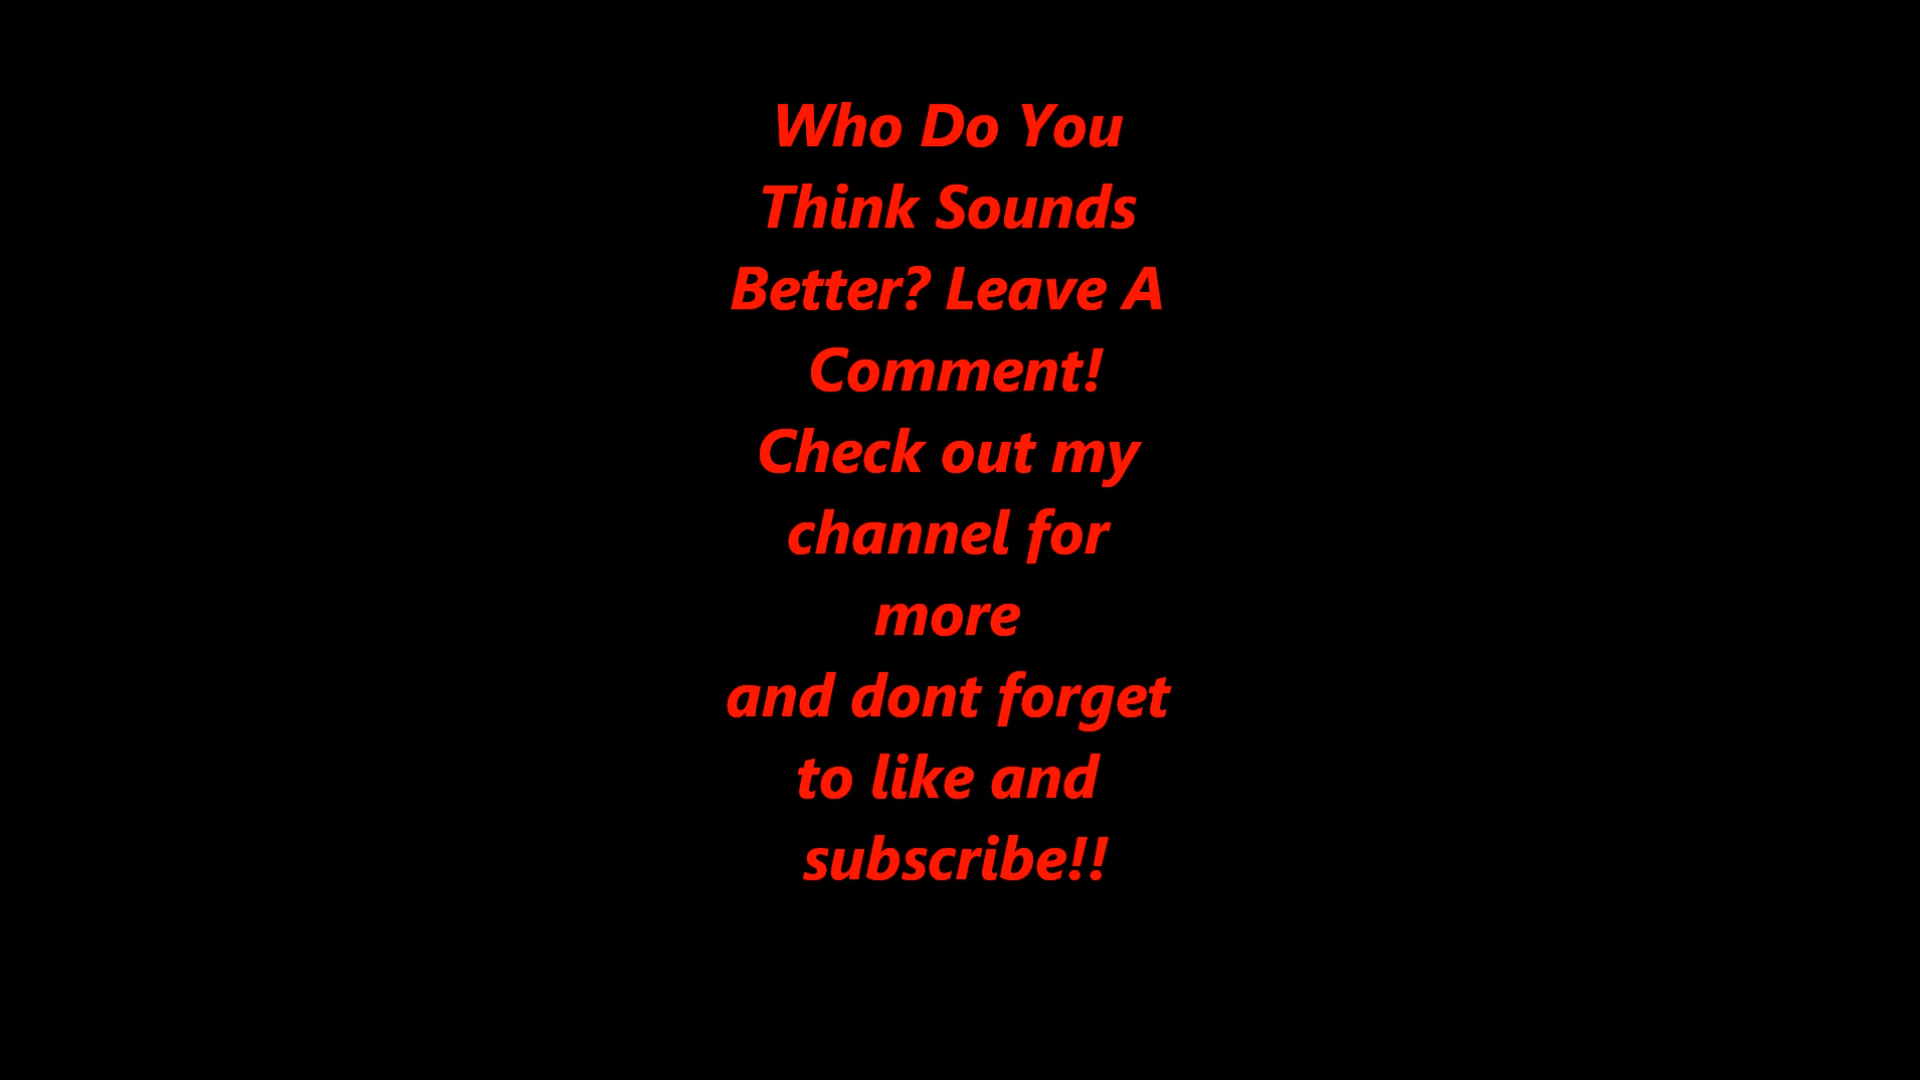 Who Do You
Think Sounds
Better? Leave A
Comment!
Check out my
channel for
more
and dont forget
to like and
subscribe!!